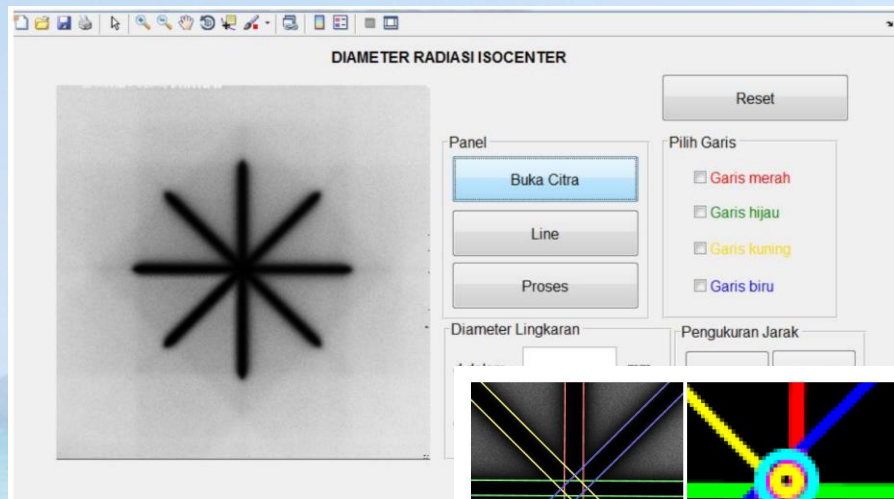 DIAMETER RADIASI ISOCENTER
Reset
Panel
Buka Citra
Line
Proses
Pilih Garis
Garis merah
Garis hijau
Garis kuning
Garis biru
Diameter Lingkaran
Pengukuran Jarak